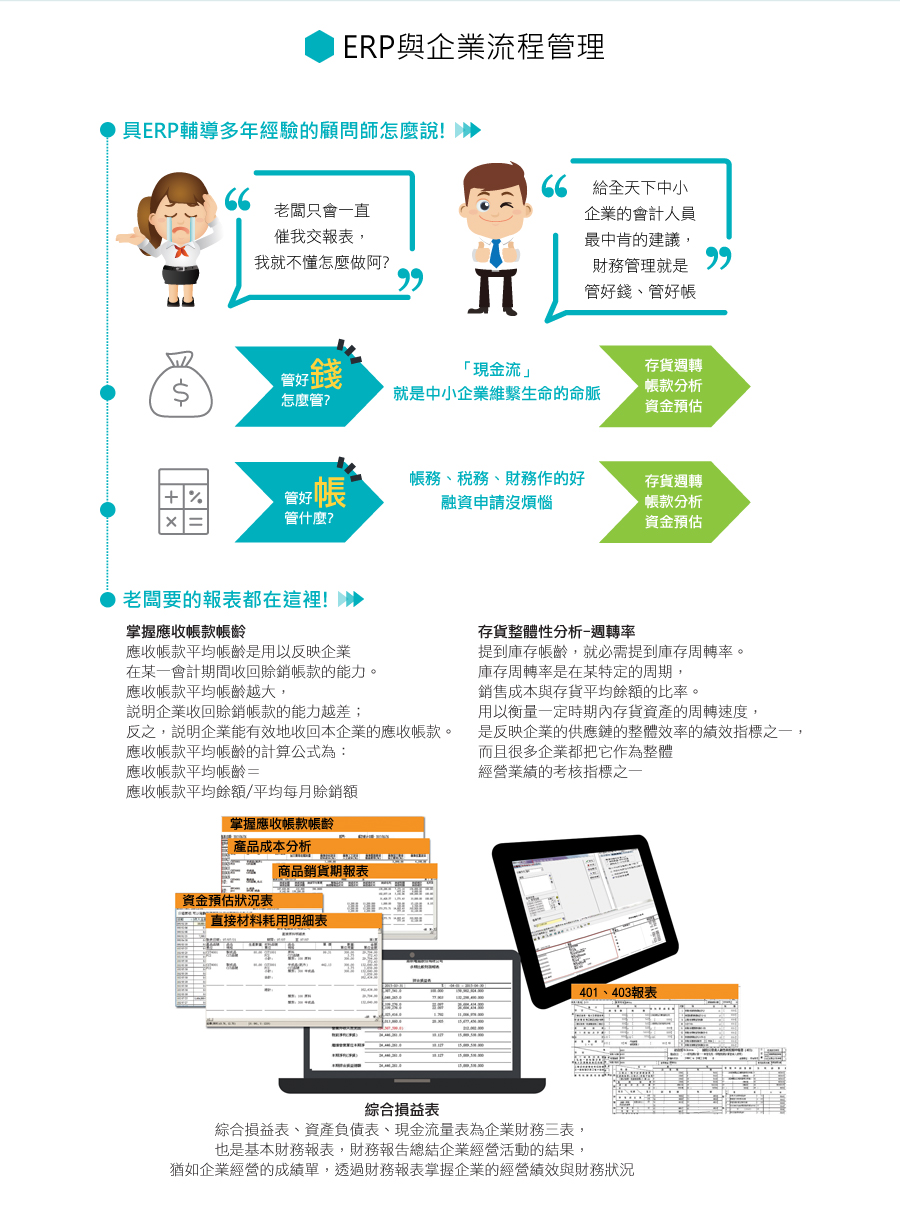 ERP與企業流程管理
具ERP輔導多年經驗的顧問師怎麼說!
老闆只會一直
催我交報表，
我就不懂怎麼做阿?
給全天下中小
企業的會計人員
最中肯的建議，
財務管理就是
管好錢、管好帳
管好錢
怎麼管?
「現金流」
就是中小企業維繫生命的命脈
存貨週轉
帳款分析
資金預估
管好帳
管什麼?
帳務、稅務、財務作的好
融資申請沒煩惱
存貨週轉
帳款分析
資金預估
老闆要的報表都在這裡!
掌握應收帳款帳齡
應收帳款平均帳齡是用以反映企業
在某一會計期間收回賒銷帳款的能力。
應收帳款平均帳齡越大，
説明企業收回賒銷帳款的能力越差；
反之，説明企業能有效地收回本企業的應收帳款。
應收帳款平均帳齡的計算公式為：
應收帳款平均帳齡＝
應收帳款平均餘額/平均每月賒銷額
存貨整體性分析-週轉率
提到庫存帳齡，就必需提到庫存周轉率。
庫存周轉率是在某特定的周期，
銷售成本與存貨平均餘額的比率。
用以衡量一定時期內存貨資產的周轉速度，
是反映企業的供應鏈的整體效率的績效指標之一，
而且很多企業都把它作為整體
經營業績的考核指標之一
掌握應收帳款帳齡
產品成本分析
商品銷貨期報表
資金預估狀況表
直接材料耗用明細表
401、403報表
綜合損益表
綜合損益表、資產負債表、現金流量表為企業財務三表，
也是基本財務報表，財務報告總結企業經營活動的結果，
猶如企業經營的成績單，透過財務報表掌握企業的經營績效與財務狀況